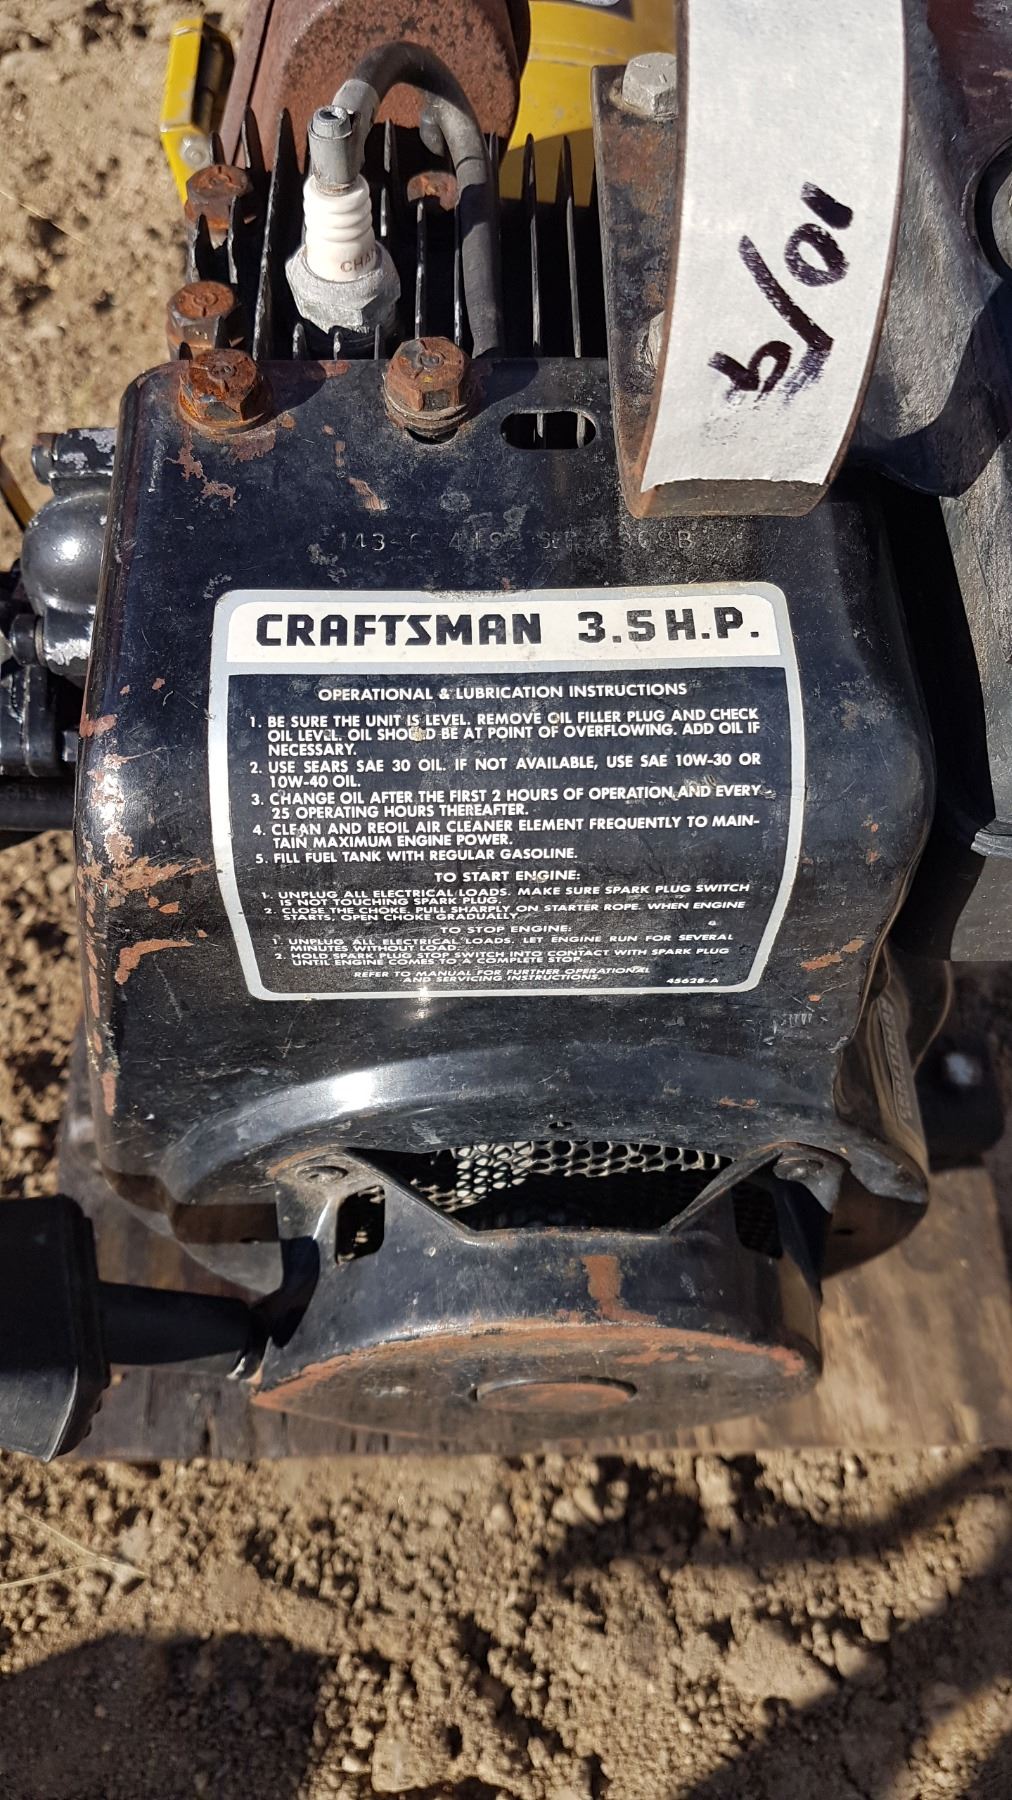 10/9
CHAM
CRAFTSMAN 3.5 H.P.
OPERATIONAL & LUBRICATION INSTRUCTIONS
1. BE SURE THE UNIT IS LEVEL. REMOVE OIL FILLER PLUG AND CHECK
OIL LEVEL. OIL SHOULD BE AT POINT OF OVERFLOWING. ADD OIL IF
NECESSARY.
2. USE SEARS SAE 30 OIL. IF NOT AVAILABLE, USE SAE 10W-30 OR
10W-40 OIL.
3. CHANGE OIL AFTER THE FIRST 2 HOURS OF OPERATION AND EVERY
25 OPERATING HOURS THEREAFTER.
4. CLEAN AND REOIL AIR CLEANER ELEMENT FREQUENTLY TO MAIN-
TAIN MAXIMUM ENGINE POWER.
5. FILL FUEL TANK WITH REGULAR GASOLINE.
TO START ENGINE:
1. UNPLUG ALL ELECTRICAL LOADS. MAKE SURE SPARK PLUG SWITCH
IS NOT TOUCHING SPARK PLUG.
2. CLOSE THE CHOKE. PULL SHARPLY ON STARTER ROPE. WHEN ENGINE
STARTS, OPEN CHOKE GRADUALLY
TO STOP ENGINE:
1. UNPLUG ALL ELECTRICAL LOADS. LET ENGINE RUN FOR SEVERAL
MINUTES WITHOUT LOAD.
2. HOLD SPARK PLUG STOP SWITCH INTO CONTACT WITH SPARK PLUG
UNTIL ENGINE COMES TO A COMPLETE STOP.
REFER TO MANUAL FOR FURTHER OPERATIONAL
AND SERVICING INSTRUCTIONS.
45628-A